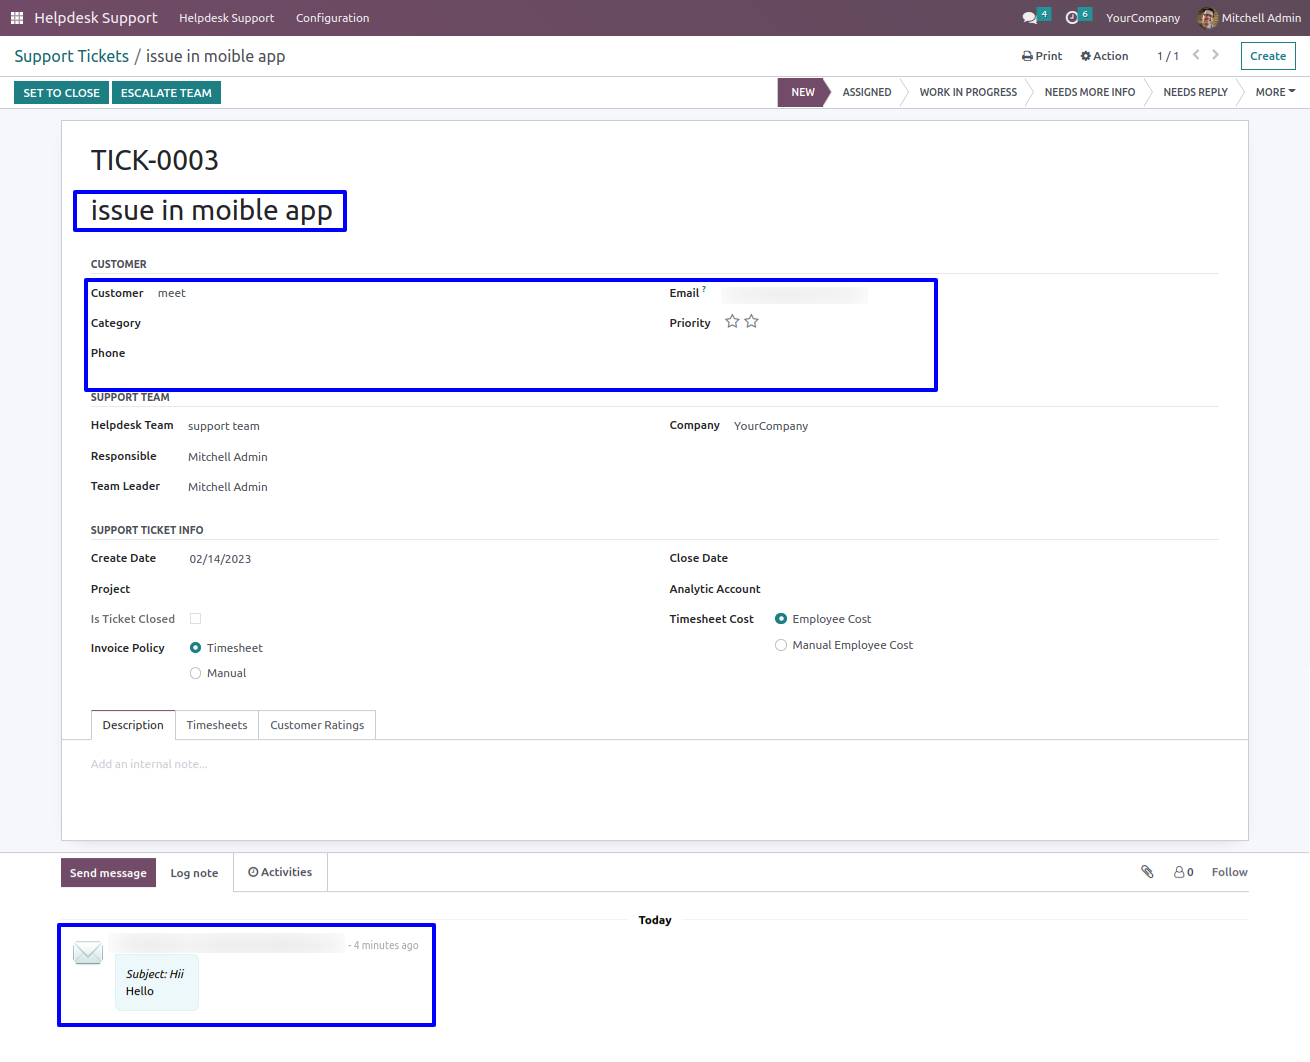 Helpdesk Support Helpdesk Support Configuration 4 6 YourCompany Mitchell Admin
Support Tickets / issue in moible app Print Action 1 / 1 Create
SET TO CLOSE ESCALATE TEAM NEW ASSIGNED WORK IN PROGRESS NEEDS MORE INFO NEEDS REPLY MORE
TICK-0003
issue in moible app
CUSTOMER
Customer meet Email ?
Category Priority
Phone
SUPPORT TEAM
Helpdesk Team support team Company YourCompany
Responsible Mitchell Admin
Team Leader Mitchell Admin
SUPPORT TICKET INFO
Create Date 02/14/2023 Close Date
Project Analytic Account
Is Ticket Closed Timesheet Cost Employee Cost
Invoice Policy Timesheet Manual Employee Cost
Manual
Description Timesheets Customer Ratings
Add an internal note...
Send message Log note Activities 0 Follow
Today
- 4 minutes ago
Subject: Hii
Hello